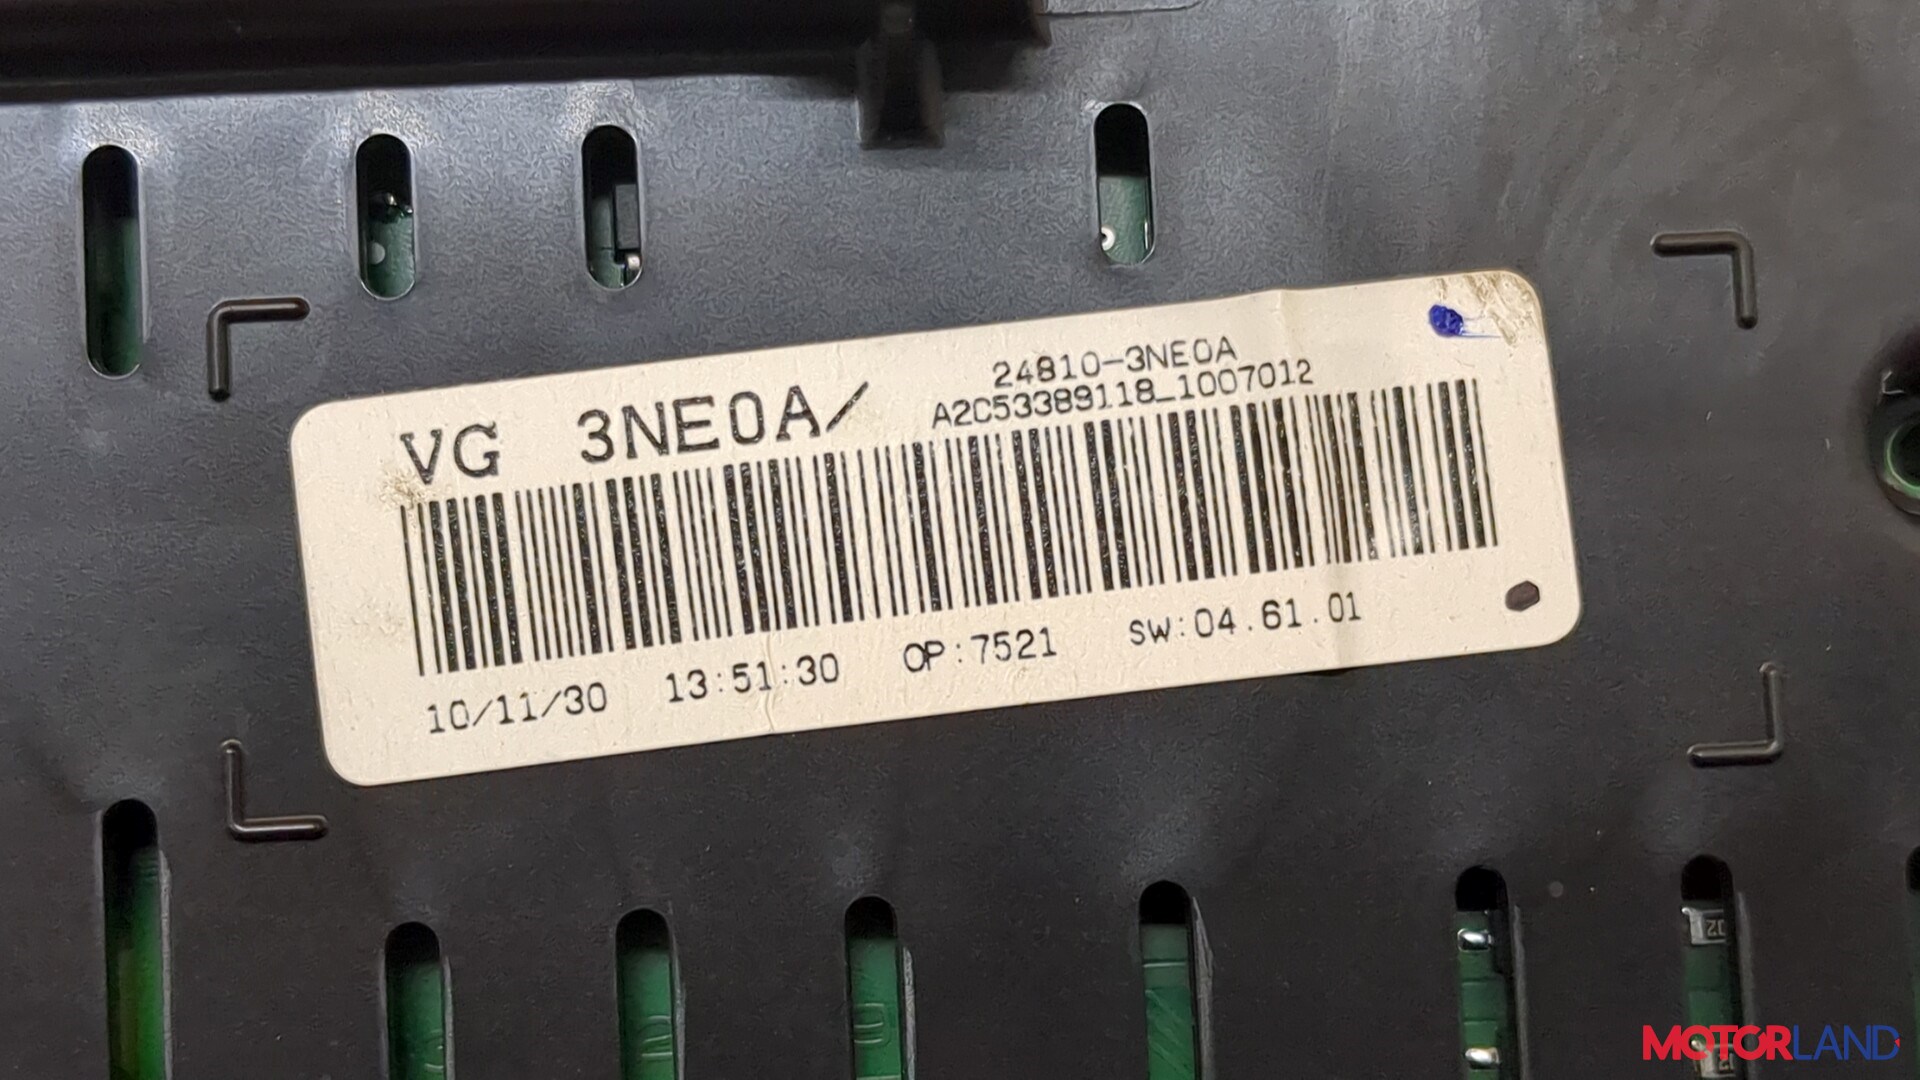 24810-3NE0A
VG 3NE0A/ A2C53389118_1007012
10/11/30 13:51:30 OP:7521 SW:04.61.01
MOTORLAND